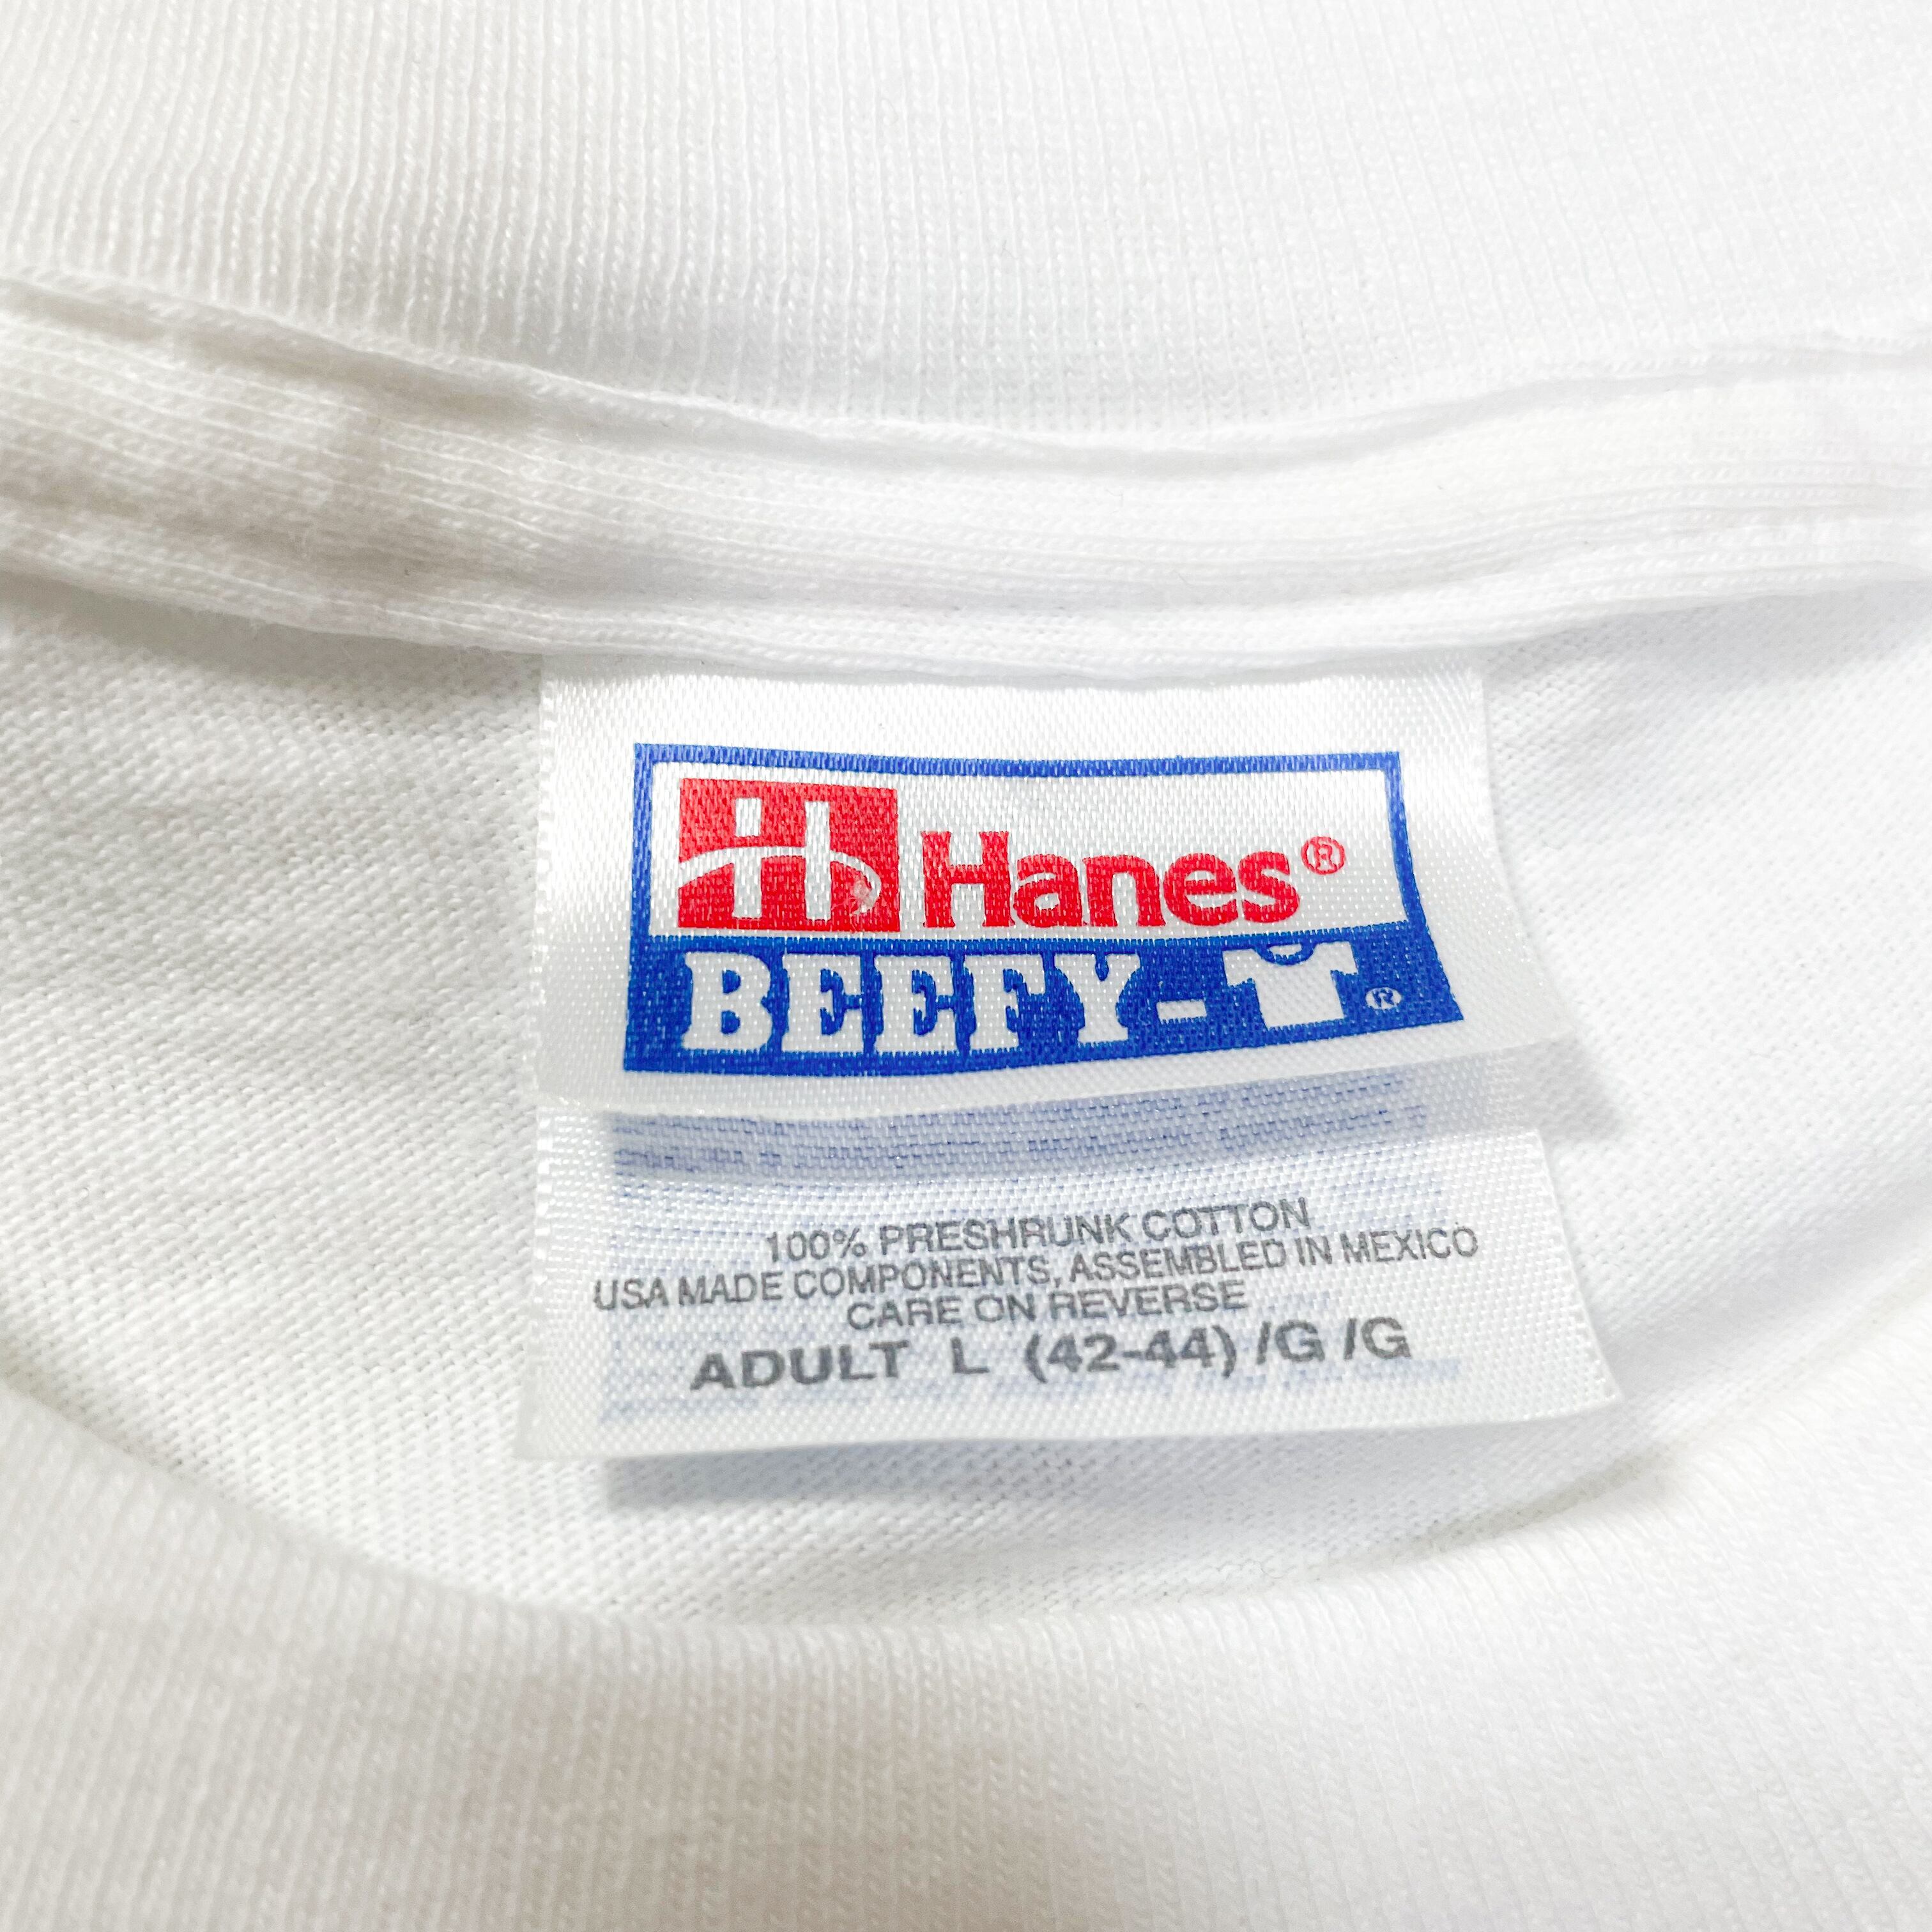 Hanes®
BEEFY-T®
100% PRESHRUNK COTTON
USA MADE COMPONENTS, ASSEMBLED IN MEXICO
CARE ON REVERSE
ADULT L (42-44) /G /G